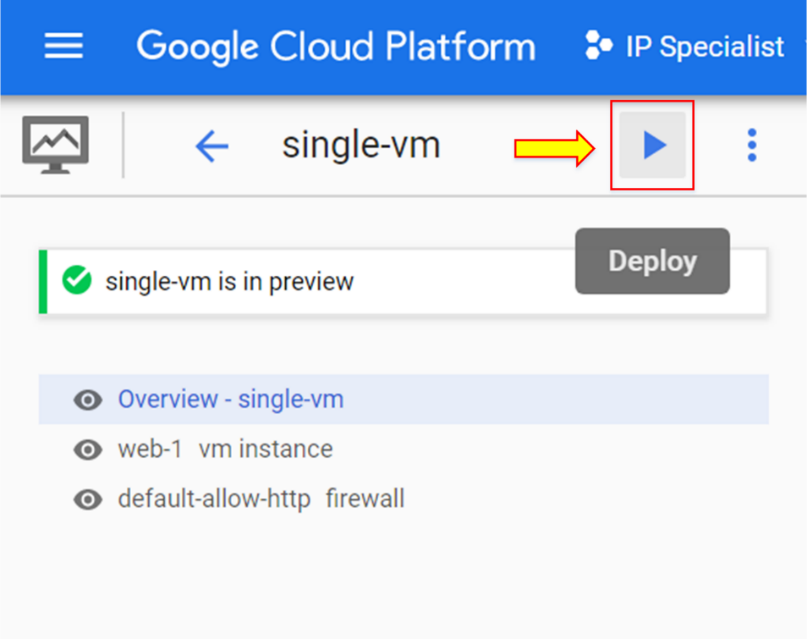 Google Cloud Platform IP Specialist
single-vm
Deploy
single-vm is in preview
Overview - single-vm
web-1 vm instance
default-allow-http firewall